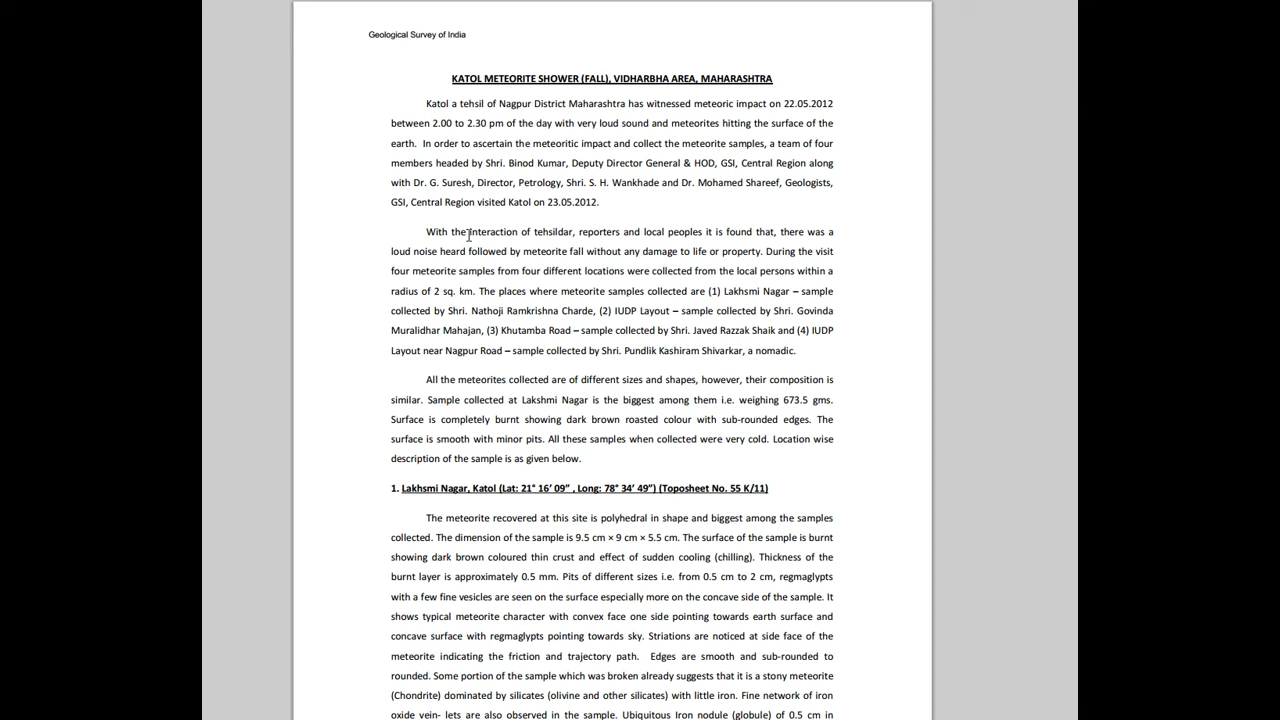 Geological Survey of India
KATOL METEORITE SHOWER (FALL), VIDHARBHA AREA, MAHARASHTRA
Katol a tehsil of Nagpur District Maharashtra has witnessed meteoric impact on 22.05.2012
between 2.00 to 2.30 pm of the day with very loud sound and meteorites hitting the surface of the
earth. In order to ascertain the meteoritic impact and collect the meteorite samples, a team of four
members headed by Shri. Binod Kumar, Deputy Director General & HOD, GSI, Central Region along
with Dr. G. Suresh, Director, Petrology, Shri. S. H. Wankhade and Dr. Mohamed Shareef, Geologists,
GSI, Central Region visited Katol on 23.05.2012.
With the interaction of tehsildar, reporters and local peoples it is found that, there was a
loud noise heard followed by meteorite fall without any damage to life or property. During the visit
four meteorite samples from four different locations were collected from the local persons within a
radius of 2 sq. km. The places where meteorite samples collected are (1) Lakhsmi Nagar – sample
collected by Shri. Nathoji Ramkrishna Charde, (2) IUDP Layout – sample collected by Shri. Govinda
Muralidhar Mahajan, (3) Khutamba Road – sample collected by Shri. Javed Razzak Shaik and (4) IUDP
Layout near Nagpur Road – sample collected by Shri. Pundlik Kashiram Shivarkar, a nomadic.
All the meteorites collected are of different sizes and shapes, however, their composition is
similar. Sample collected at Lakshmi Nagar is the biggest among them i.e. weighing 673.5 gms.
Surface is completely burnt showing dark brown roasted colour with sub-rounded edges. The
surface is smooth with minor pits. All these samples when collected were very cold. Location wise
description of the sample is as given below.
1. Lakhsmi Nagar, Katol (Lat: 21° 16’ 09” , Long: 78° 34’ 49”) (Toposheet No. 55 K/11)
The meteorite recovered at this site is polyhedral in shape and biggest among the samples
collected. The dimension of the sample is 9.5 cm × 9 cm × 5.5 cm. The surface of the sample is burnt
showing dark brown coloured thin crust and effect of sudden cooling (chilling). Thickness of the
burnt layer is approximately 0.5 mm. Pits of different sizes i.e. from 0.5 cm to 2 cm, regmaglypts
with a few fine vesicles are seen on the surface especially more on the concave side of the sample. It
shows typical meteorite character with convex face one side pointing towards earth surface and
concave surface with regmaglypts pointing towards sky. Striations are noticed at side face of the
meteorite indicating the friction and trajectory path. Edges are smooth and sub-rounded to
rounded. Some portion of the sample which was broken already suggests that it is a stony meteorite
(Chondrite) dominated by silicates (olivine and other silicates) with little iron. Fine network of iron
oxide vein- lets are also observed in the sample. Ubiquitous Iron nodule (globule) of 0.5 cm in